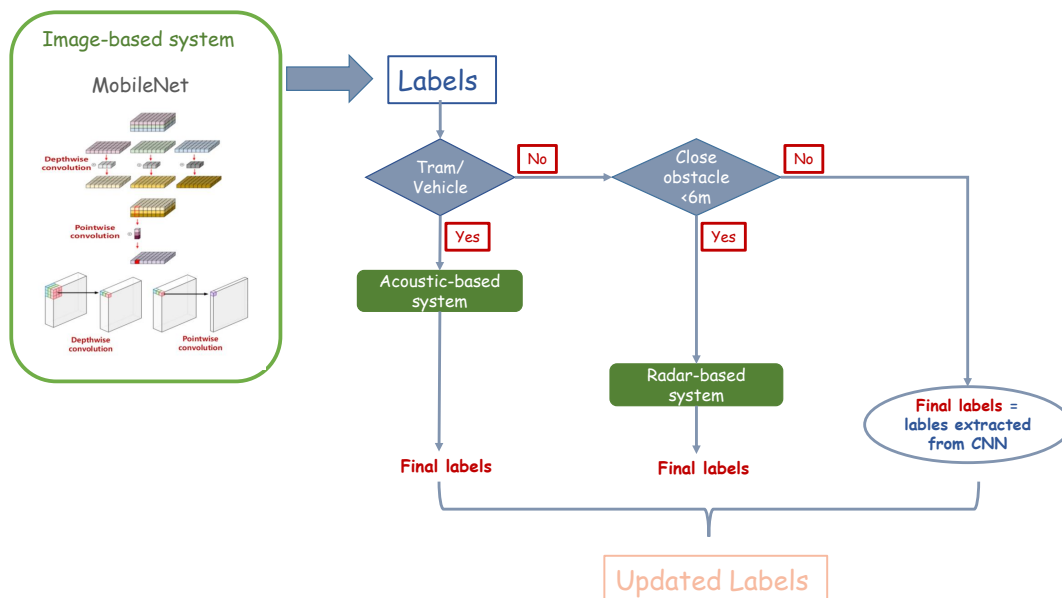 Image-based system
MobileNet
Depthwise
convolution
Pointwise
convolution
Depthwise
convolution
Pointwise
convolution
Labels
Tram/
Vehicle
No
Close
obstacle
<6m
No
Yes
Yes
Acoustic-based
system
Radar-based
system
Final labels
Final labels
Final labels =
lables extracted
from CNN
Updated Labels